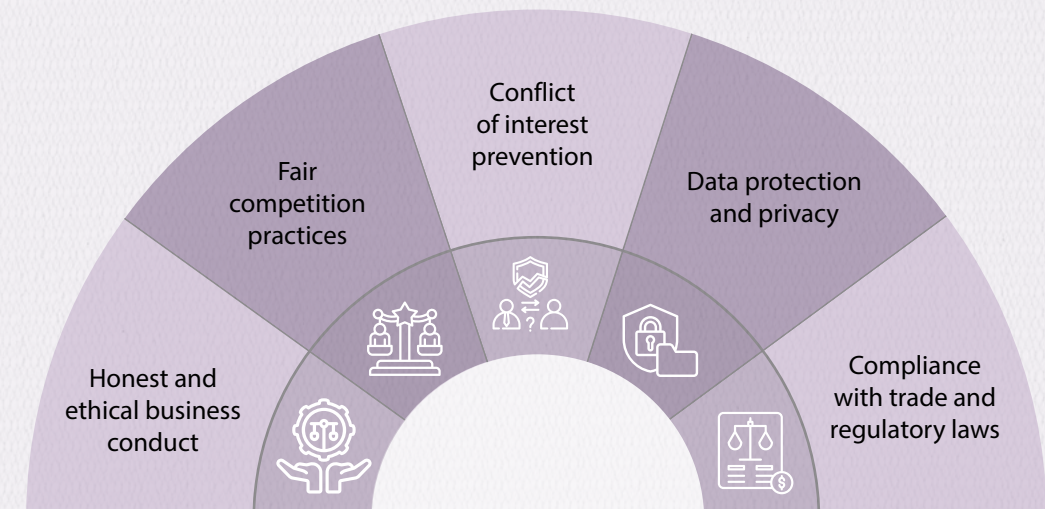 Honest and
ethical business
conduct
Fair
competition
practices
Conflict
of interest
prevention
?
Data protection
and privacy
Compliance
with trade and
regulatory laws
$